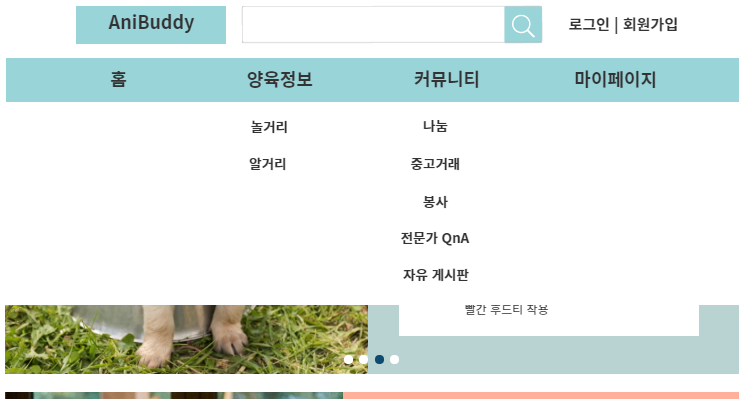 AniBuddy
로그인 | 회원가입
홈 양육정보 커뮤니티 마이페이지
놀거리 나눔
알거리 중고거래
봉사
전문가 QnA
자유 게시판
빨간 후드티 착용